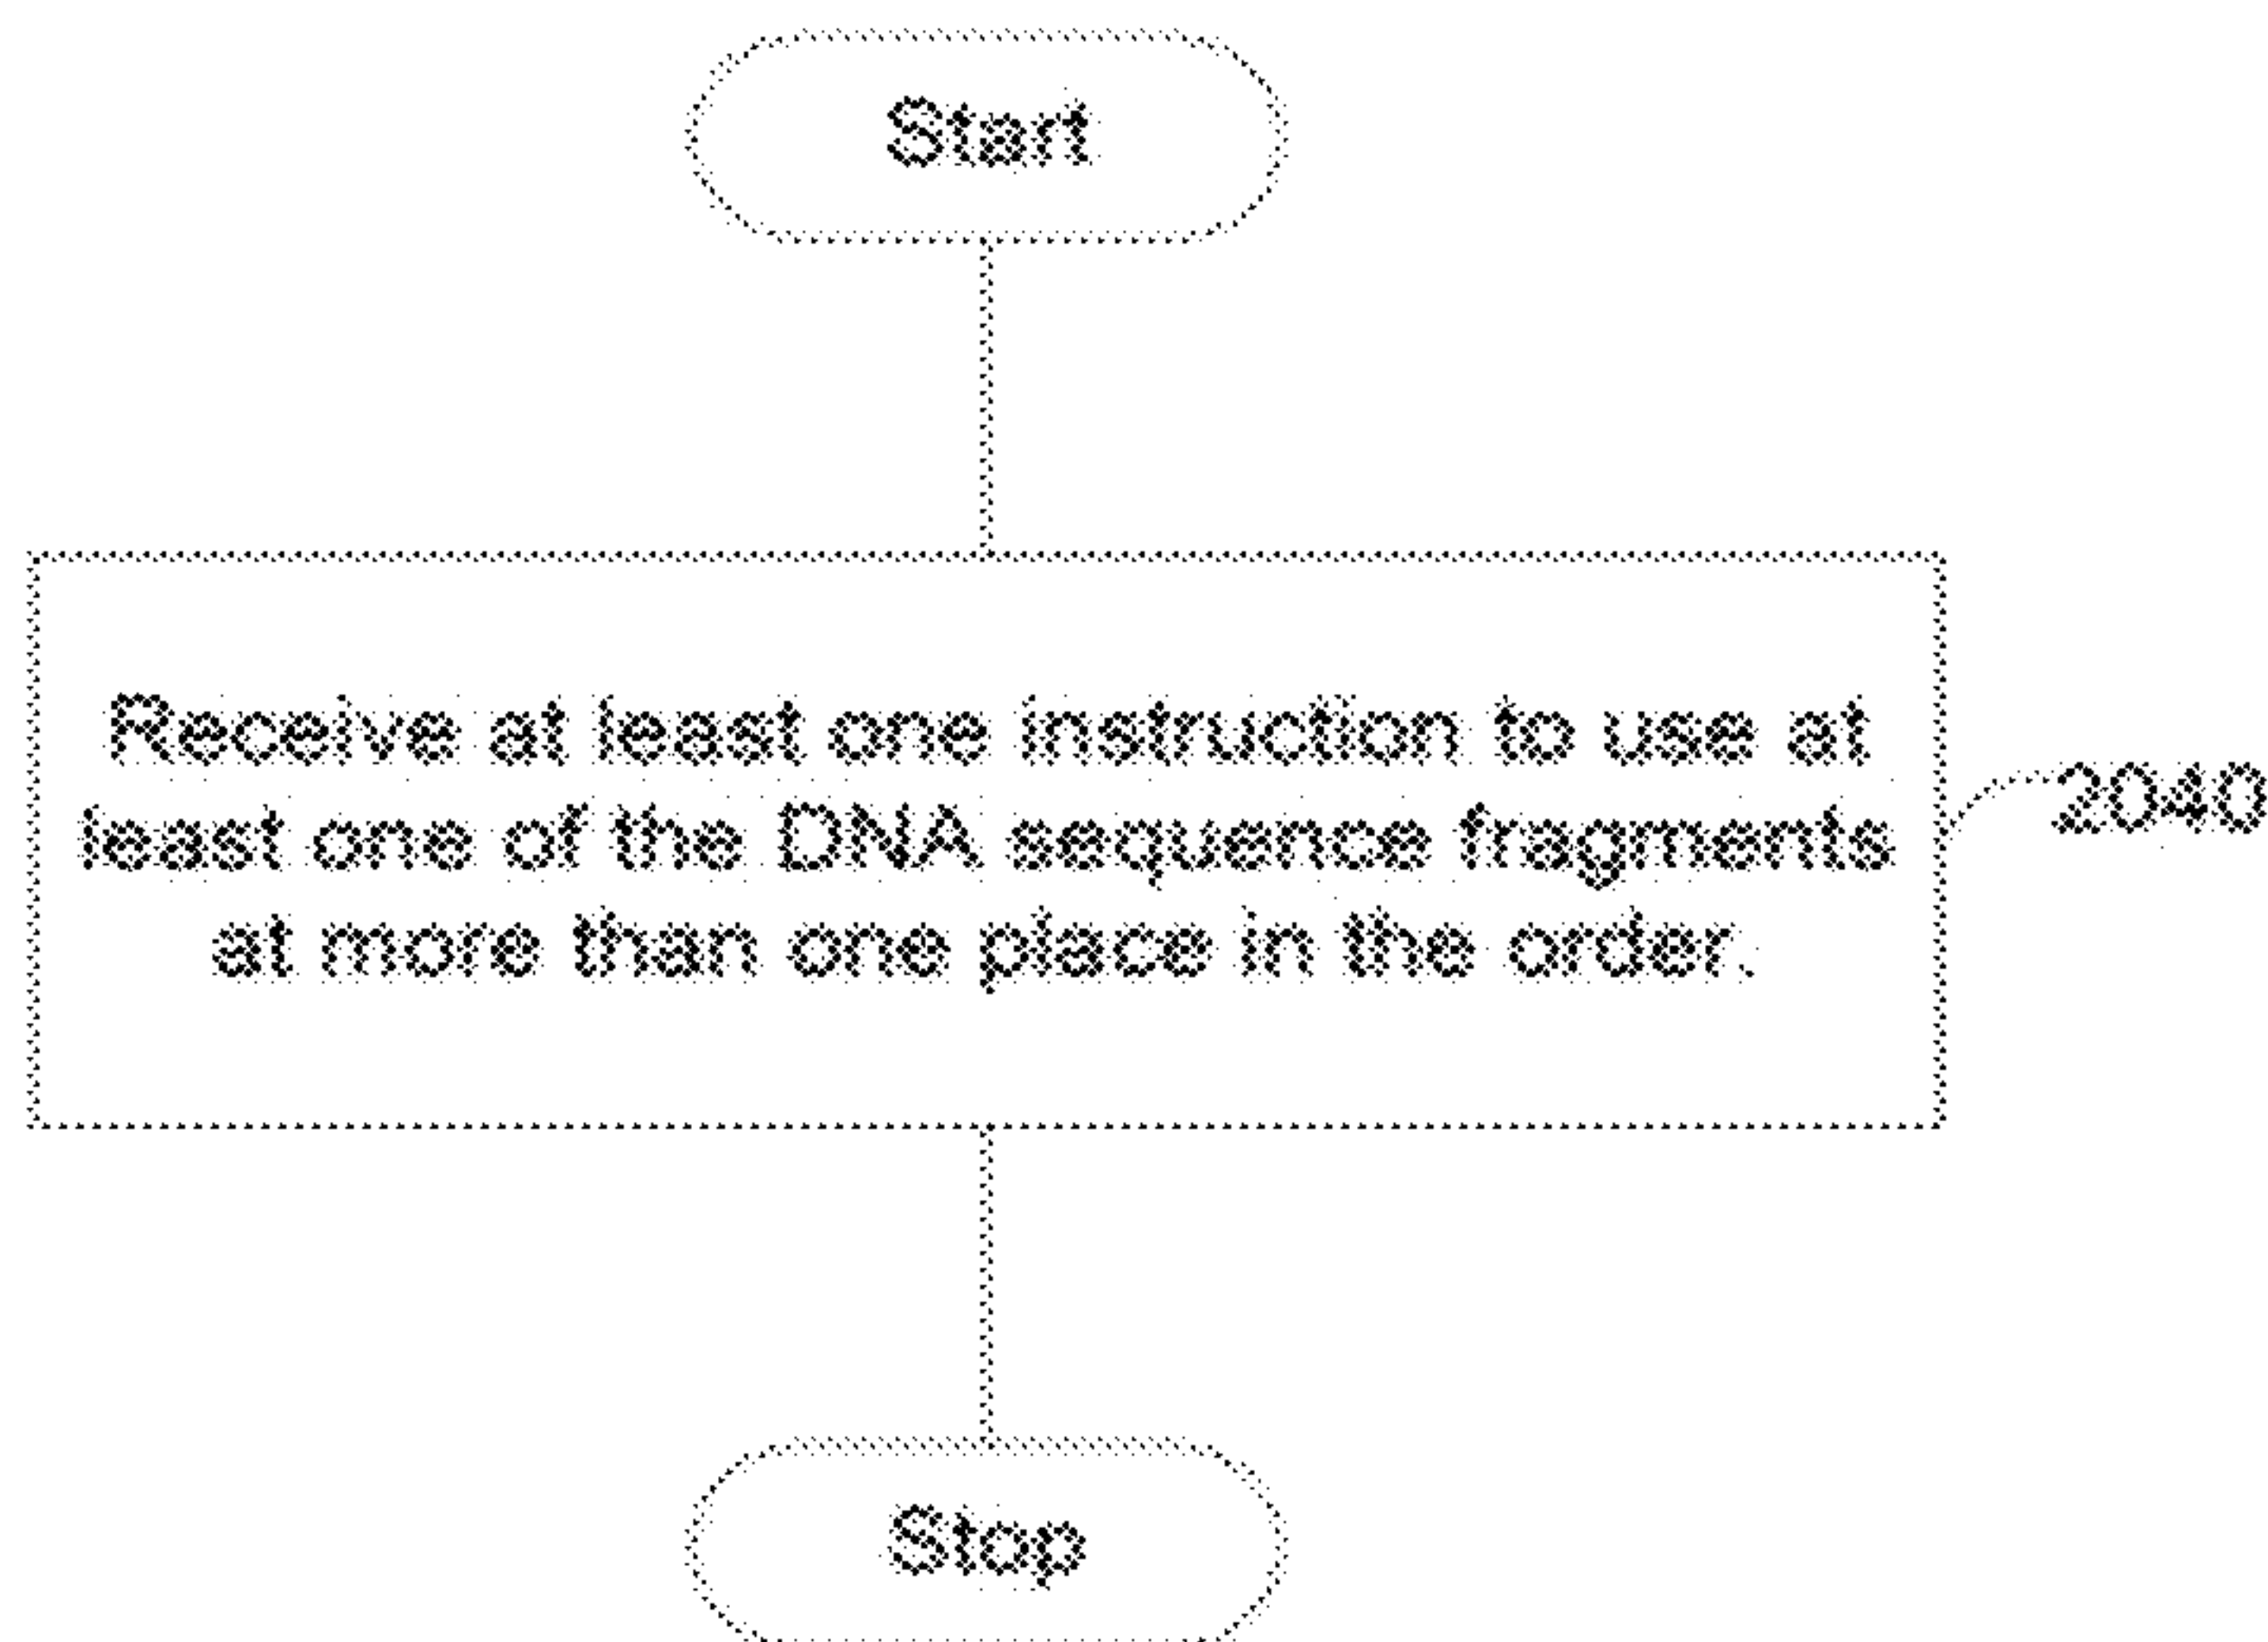 Start
Receive at least one instruction to use at
least one of the DNA sequence fragments
at more than one place in the order.
2040
Stop